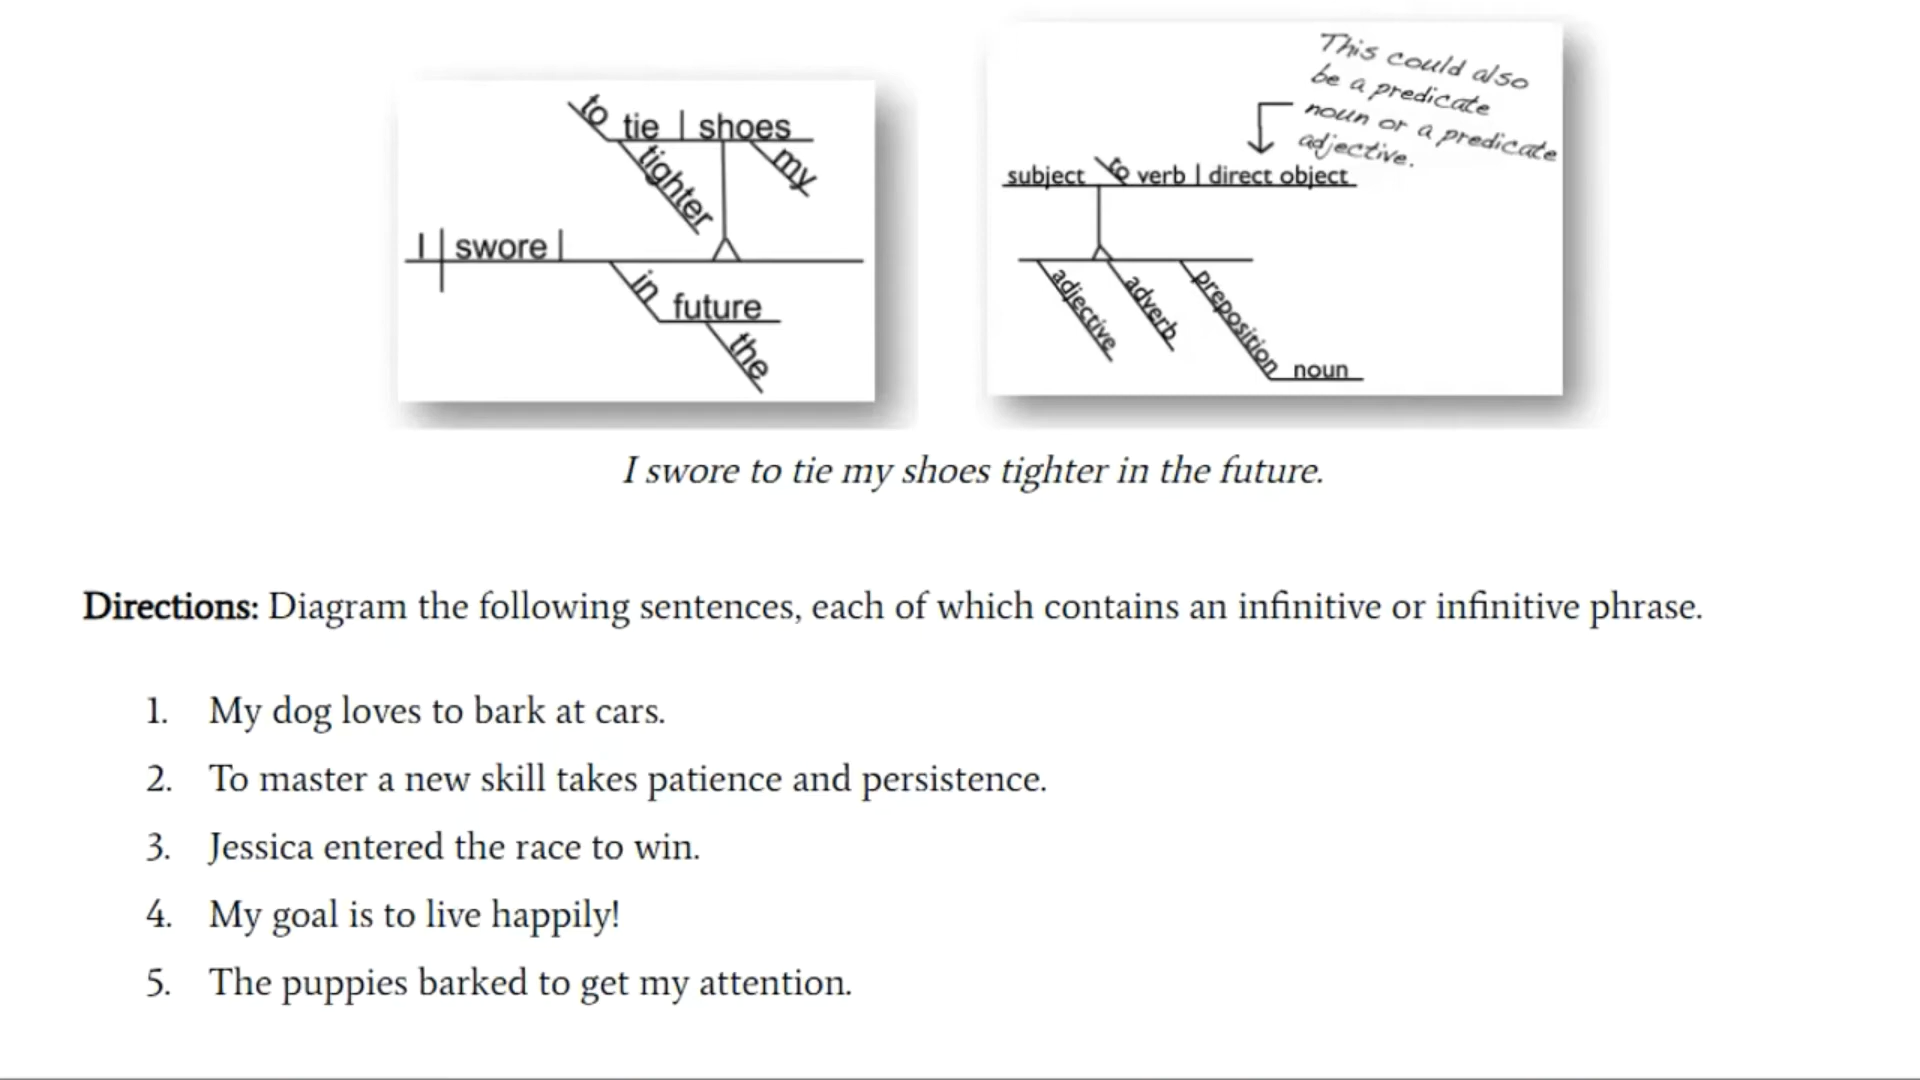 to tie | shoes
tighter
my
I | swore |
in future
the
This could also
be a predicate
noun or a predicate
adjective.
subject to verb | direct object
adjective
adverb
preposition
noun
I swore to tie my shoes tighter in the future.
Directions: Diagram the following sentences, each of which contains an infinitive or infinitive phrase.
1. My dog loves to bark at cars.
2. To master a new skill takes patience and persistence.
3. Jessica entered the race to win.
4. My goal is to live happily!
5. The puppies barked to get my attention.